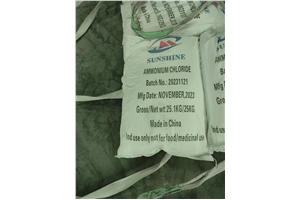 SUNSHINE
AMMONIUM CHLORIDE
Batch No.: 20231121
Mfg Date: NOVEMBER,2023
Gross/Net wt:25.1KG/25KG
Made in China
ind use only not for food/medicinal use